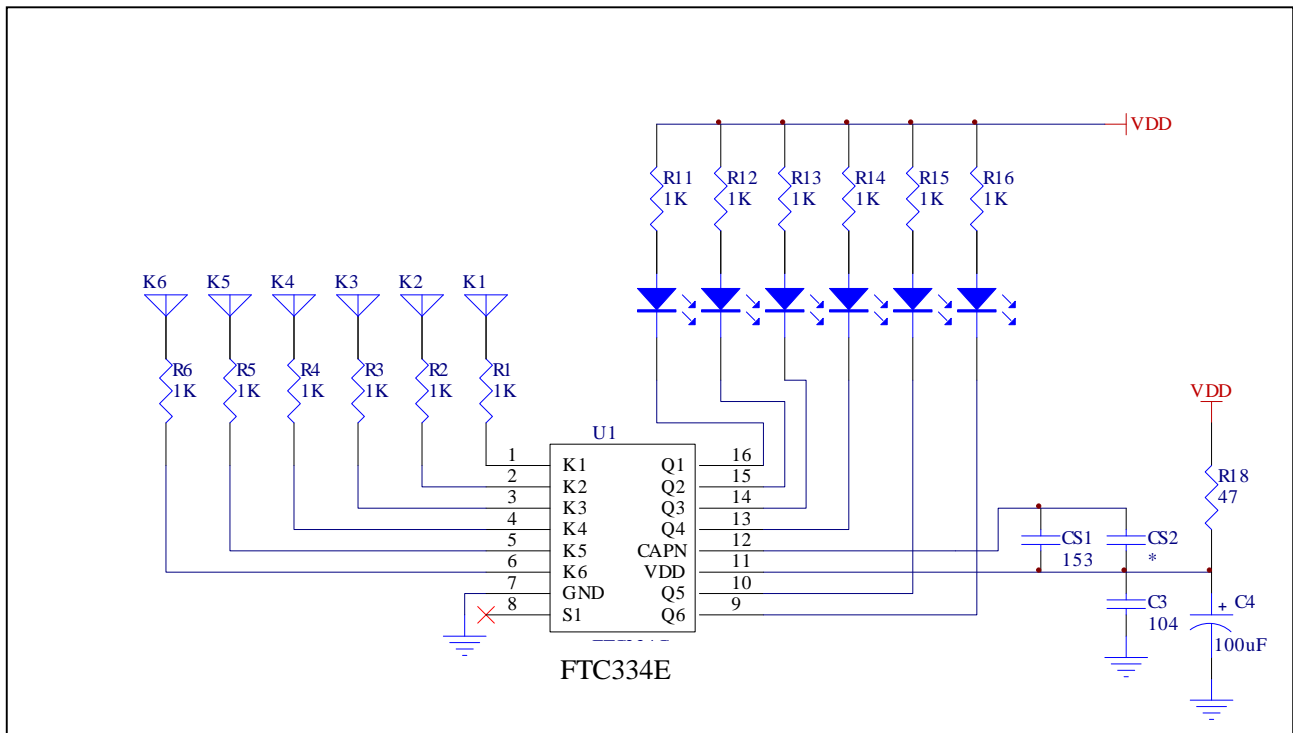 VDD
R11 R12 R13 R14 R15 R16
1K 1K 1K 1K 1K 1K
K6 K5 K4 K3 K2 K1
R6 R5 R4 R3 R2 R1
1K 1K 1K 1K 1K 1K
VDD
U1
1 K1 Q1 16
2 K2 Q2 15
3 K3 Q3 14
4 K4 Q4 13
5 K5 CAPN 12
6 K6 VDD 11
7 GND Q5 10
8 S1 Q6 9
R18
47
CS1 CS2
153 *
C3 + C4
104 100uF
FTC334E